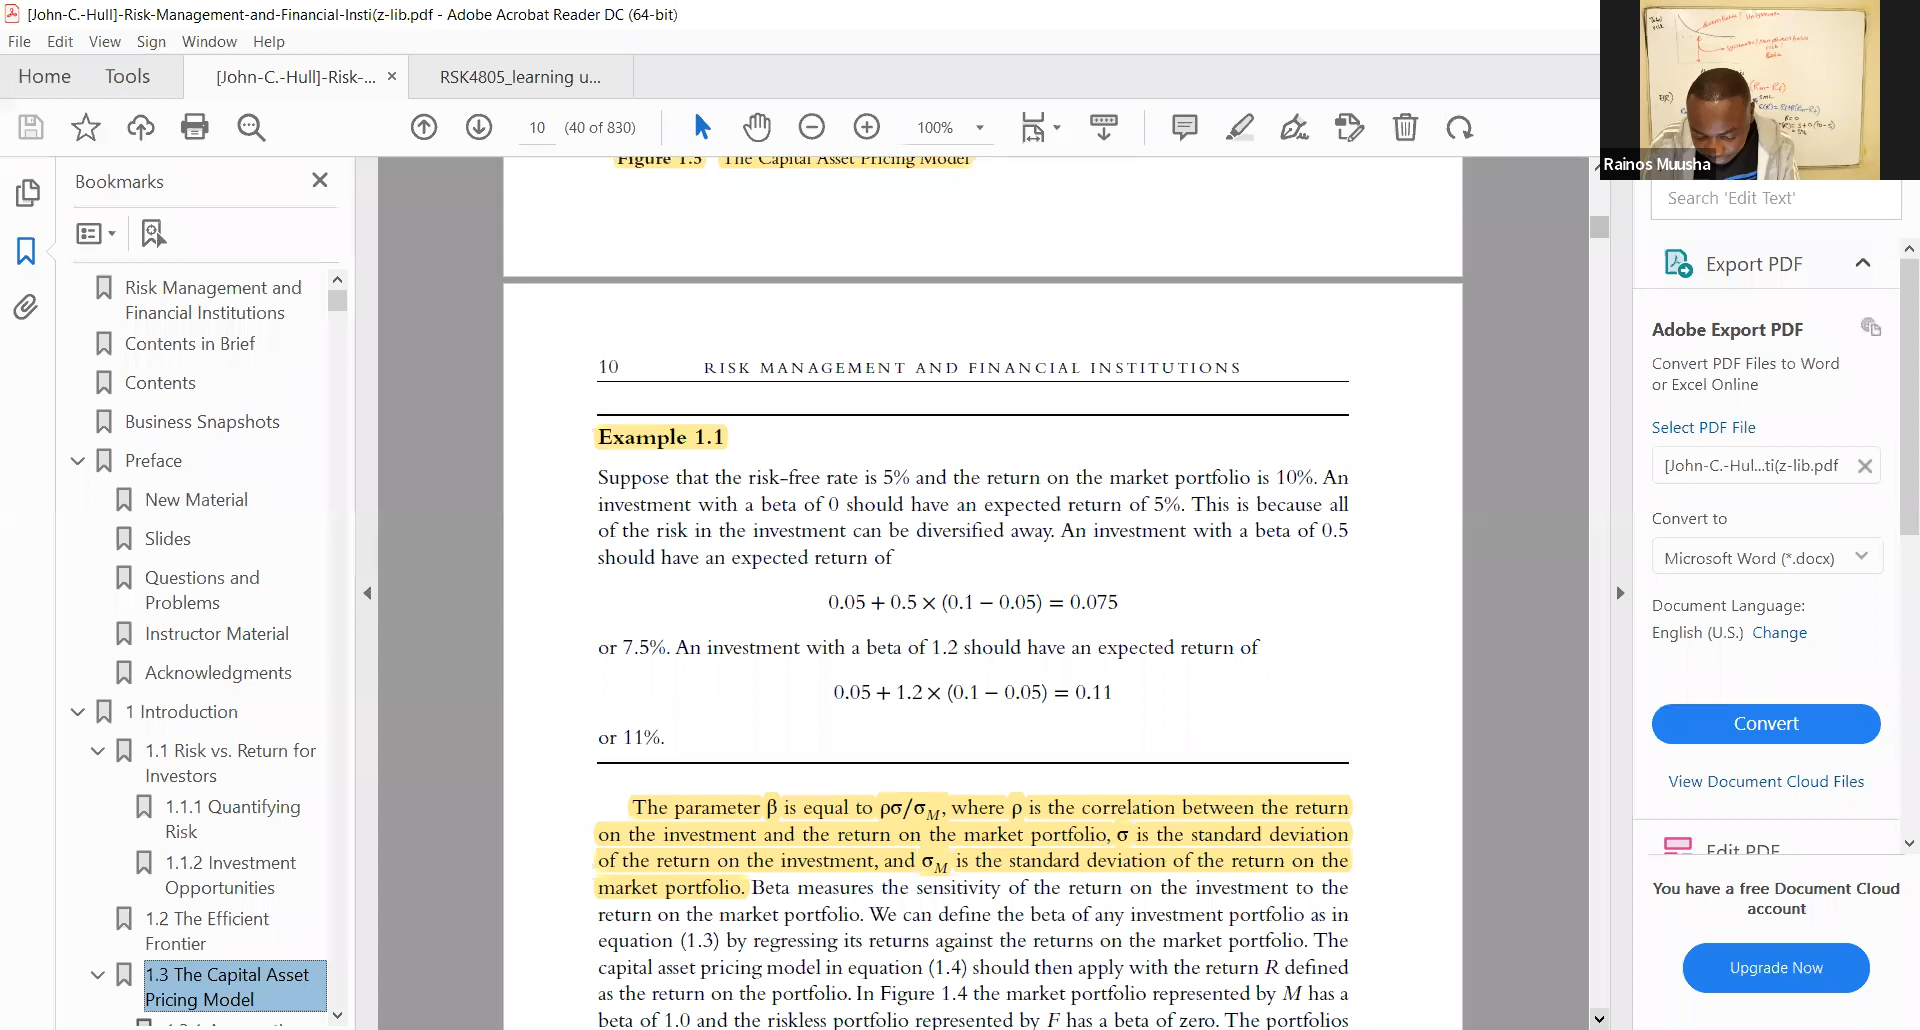 [John-C.-Hull]-Risk-Management-and-Financial-Insti(z-lib.pdf - Adobe Acrobat Reader DC (64-bit)
File Edit View Sign Window Help
Home Tools [John-C.-Hull]-Risk-... × RSK4805_learning u...
10 (40 of 830) 100%
Bookmarks
Risk Management and
Financial Institutions
Contents in Brief
Contents
Business Snapshots
Preface
New Material
Slides
Questions and
Problems
Instructor Material
Acknowledgments
1 Introduction
1.1 Risk vs. Return for
Investors
1.1.1 Quantifying
Risk
1.1.2 Investment
Opportunities
1.2 The Efficient
Frontier
1.3 The Capital Asset
Pricing Model
Figure 1.5 The Capital Asset Pricing Model
10 RISK MANAGEMENT AND FINANCIAL INSTITUTIONS
Example 1.1
Suppose that the risk-free rate is 5% and the return on the market portfolio is 10%. An
investment with a beta of 0 should have an expected return of 5%. This is because all
of the risk in the investment can be diversified away. An investment with a beta of 0.5
should have an expected return of
0.05 + 0.5 × (0.1 − 0.05) = 0.075
or 7.5%. An investment with a beta of 1.2 should have an expected return of
0.05 + 1.2 × (0.1 − 0.05) = 0.11
or 11%.
The parameter β is equal to ρσ/σM, where ρ is the correlation between the return
on the investment and the return on the market portfolio, σ is the standard deviation
of the return on the investment, and σM is the standard deviation of the return on the
market portfolio. Beta measures the sensitivity of the return on the investment to the
return on the market portfolio. We can define the beta of any investment portfolio as in
equation (1.3) by regressing its returns against the returns on the market portfolio. The
capital asset pricing model in equation (1.4) should then apply with the return R defined
as the return on the portfolio. In Figure 1.4 the market portfolio represented by M has a
beta of 1.0 and the riskless portfolio represented by F has a beta of zero. The portfolios
Rainos Muusha
Search 'Edit Text'
Export PDF
Adobe Export PDF
Convert PDF Files to Word
or Excel Online
Select PDF File
[John-C.-Hul...ti(z-lib.pdf
Convert to
Microsoft Word (*.docx)
Document Language:
English (U.S.) Change
Convert
View Document Cloud Files
Edit PDF
You have a free Document Cloud
account
Upgrade Now